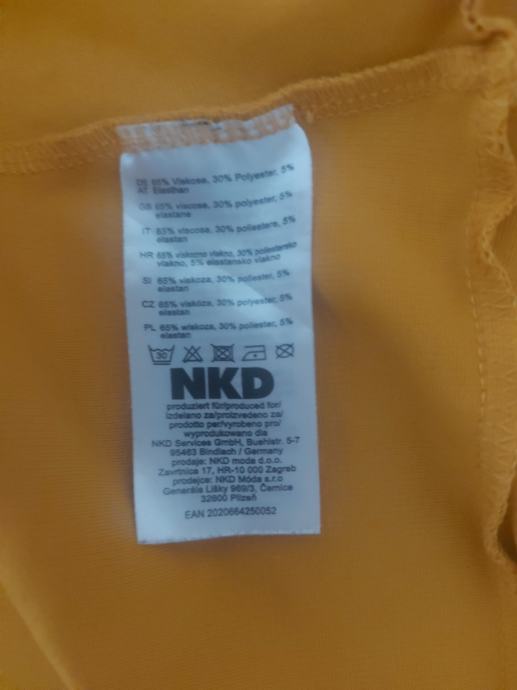 DE 65% Viskose, 30% Polyester, 5%
AT Elasthan
GB 65% viscose, 30% polyester, 5%
elastane
IT 65% viscosa, 30% poliestere, 5%
elastan
HR 65% viskozno vlakno, 30% poliestersko
vlakno, 5% elastansko vlakno
SI 65% viskoza, 30% poliester, 5%
elastan
CZ 65% viskóza, 30% polyester, 5%
elastan
PL 65% wiskoza, 30% poliester, 5%
elastan
30
NKD
produziert für/produced for/
izdelano za/proizvedeno za/
prodotto per/vyrobeno pro/
wyprodukowano dla
NKD Services GmbH, Buehlstr. 5-7
95463 Bindlach / Germany
prodaje: NKD moda d.o.o.
Zavrtnica 17, HR-10 000 Zagreb
prodejce: NKD Móda s.r.o
Generála Lišky 969/3, Černice
32600 Plzeň
EAN 2020664250052